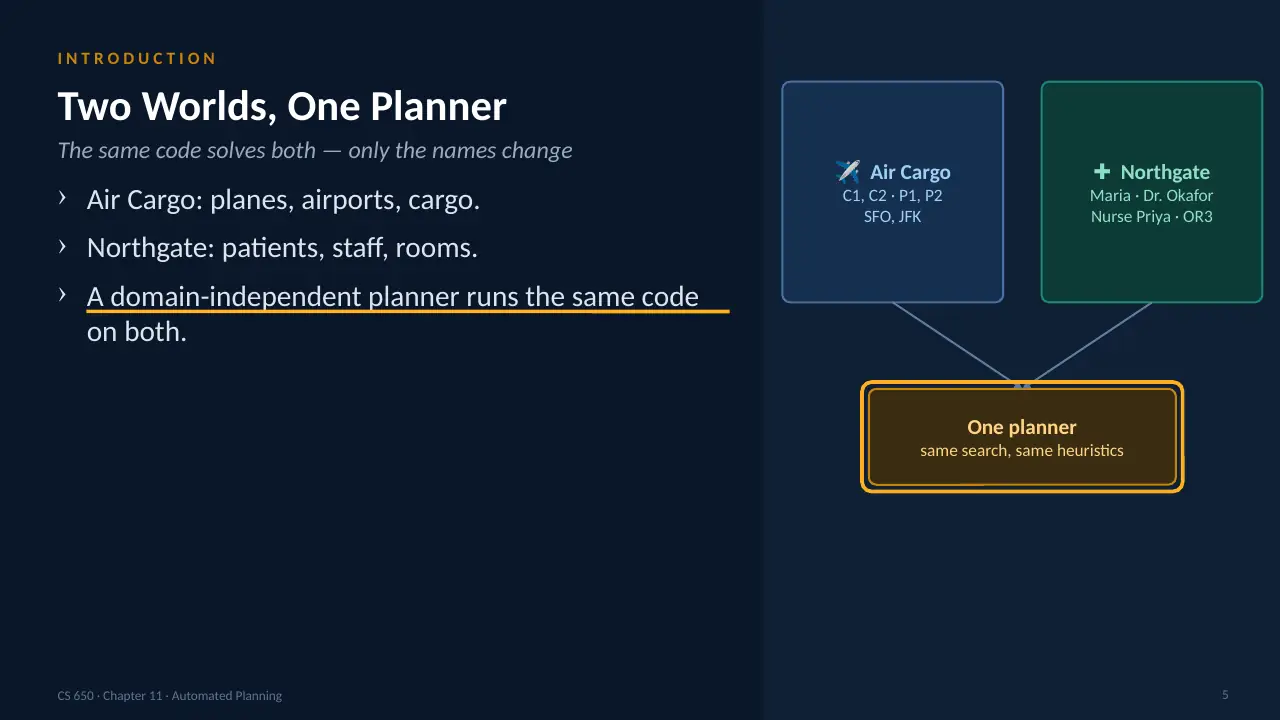 INTRODUCTION
Two Worlds, One Planner
The same code solves both — only the names change
› Air Cargo: planes, airports, cargo.
› Northgate: patients, staff, rooms.
› A domain-independent planner runs the same code
on both.
✈️ Air Cargo
C1, C2 · P1, P2
SFO, JFK
✚ Northgate
Maria · Dr. Okafor
Nurse Priya · OR3
One planner
same search, same heuristics
CS 650 · Chapter 11 · Automated Planning
5